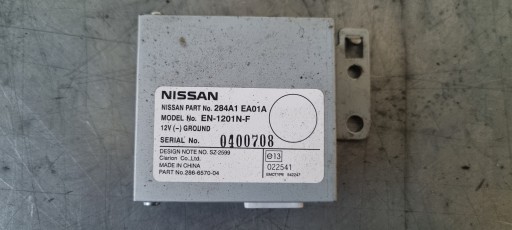 NISSAN
NISSAN PART No. 284A1 EA01A
MODEL No. EN-1201N-F
12V (-) GROUND
SERIAL No. 0400708
DESIGN NOTE NO. SZ-2599
Clarion Co.,Ltd.
MADE IN CHINA
PART No. 286-6570-04
e13
022541